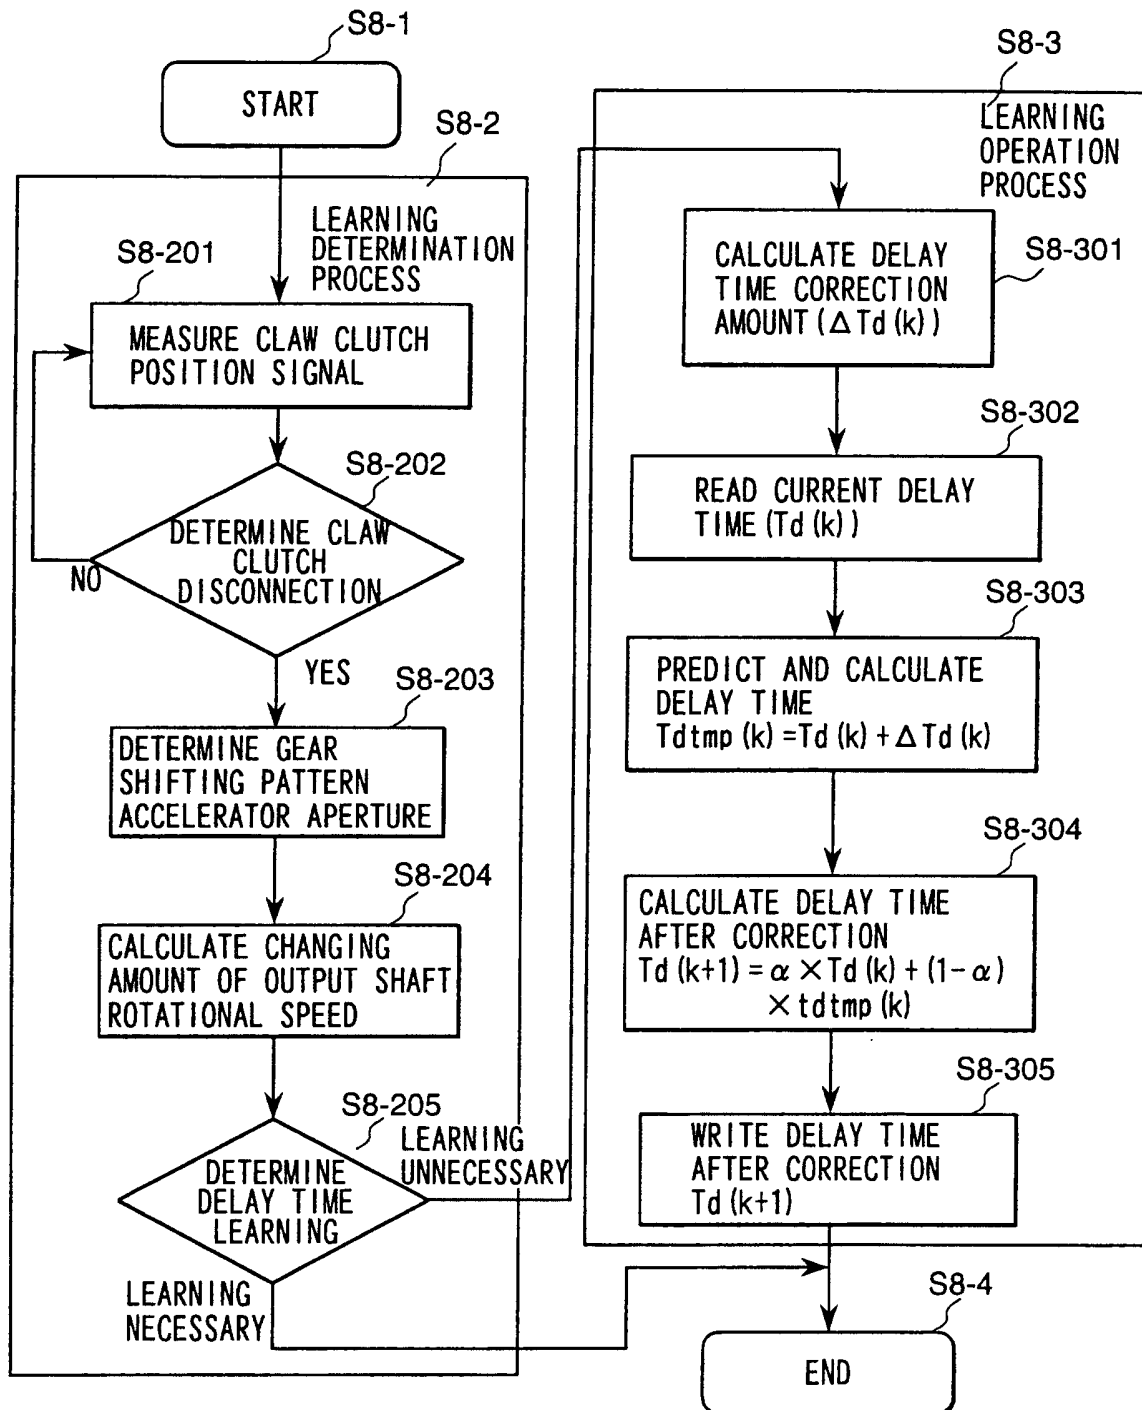 S8-1
START
S8-2
LEARNING
DETERMINATION
PROCESS
S8-201
MEASURE CLAW CLUTCH
POSITION SIGNAL
S8-202
DETERMINE CLAW
CLUTCH
DISCONNECTION
NO
YES
S8-203
DETERMINE GEAR
SHIFTING PATTERN
ACCELERATOR APERTURE
S8-204
CALCULATE CHANGING
AMOUNT OF OUTPUT SHAFT
ROTATIONAL SPEED
S8-205
DETERMINE
DELAY TIME
LEARNING
LEARNING
UNNECESSARY
LEARNING
NECESSARY
S8-3
LEARNING
OPERATION
PROCESS
S8-301
CALCULATE DELAY
TIME CORRECTION
AMOUNT (ΔTd(k))
S8-302
READ CURRENT DELAY
TIME (Td(k))
S8-303
PREDICT AND CALCULATE
DELAY TIME
Tdtmp(k)=Td(k)+ΔTd(k)
S8-304
CALCULATE DELAY TIME
AFTER CORRECTION
Td(k+1)=α×Td(k)+(1-α)
×tdtmp(k)
S8-305
WRITE DELAY TIME
AFTER CORRECTION
Td(k+1)
S8-4
END